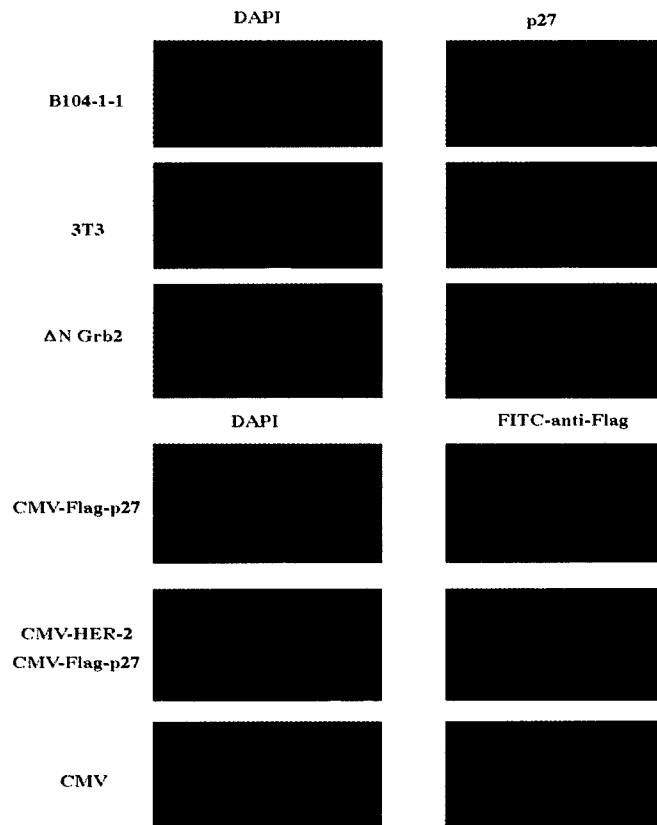 DAPI p27
B104-1-1
3T3
ΔN Grb2
DAPI FITC-anti-Flag
CMV-Flag-p27
CMV-HER-2
CMV-Flag-p27
CMV